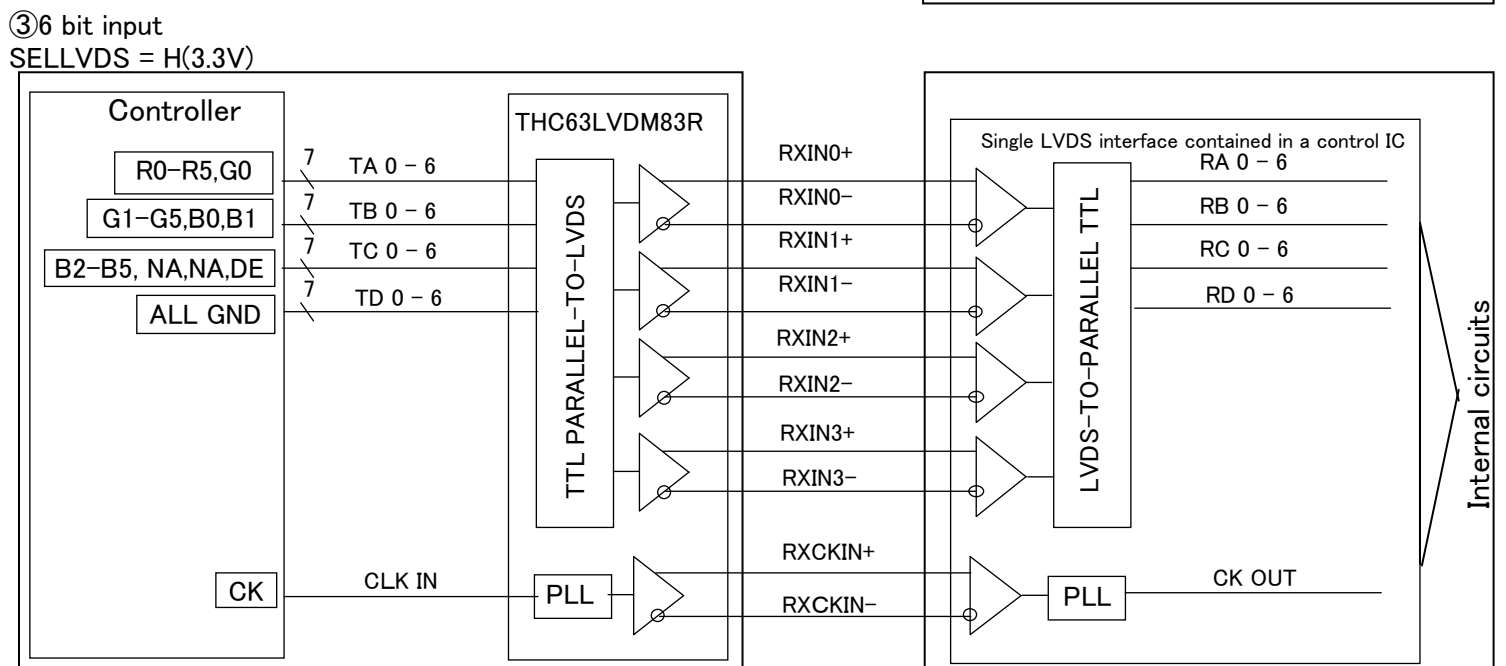 ③6 bit input
SELLVDS = H(3.3V)
Controller
R0-R5,G0
G1-G5,B0,B1
B2-B5, NA,NA,DE
ALL GND
CK
7
TA 0 - 6
7
TB 0 - 6
7
TC 0 - 6
7
TD 0 - 6
CLK IN
THC63LVDM83R
TTL PARALLEL-TO-LVDS
PLL
RXIN0+
RXIN0-
RXIN1+
RXIN1-
RXIN2+
RXIN2-
RXIN3+
RXIN3-
RXCKIN+
RXCKIN-
Single LVDS interface contained in a control IC
LVDS-TO-PARALLEL TTL
PLL
RA 0 - 6
RB 0 - 6
RC 0 - 6
RD 0 - 6
CK OUT
Internal circuits